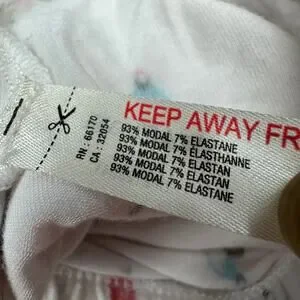 KEEP AWAY FR
93% MODAL 7% ELASTANE
93% MODAL 7% ÉLASTHANNE
93% MODAL 7% ELASTAN
93% MODAL 7% ELASTAN
93% MODAL 7% ELASTANE
RN : 66170
CA : 32054